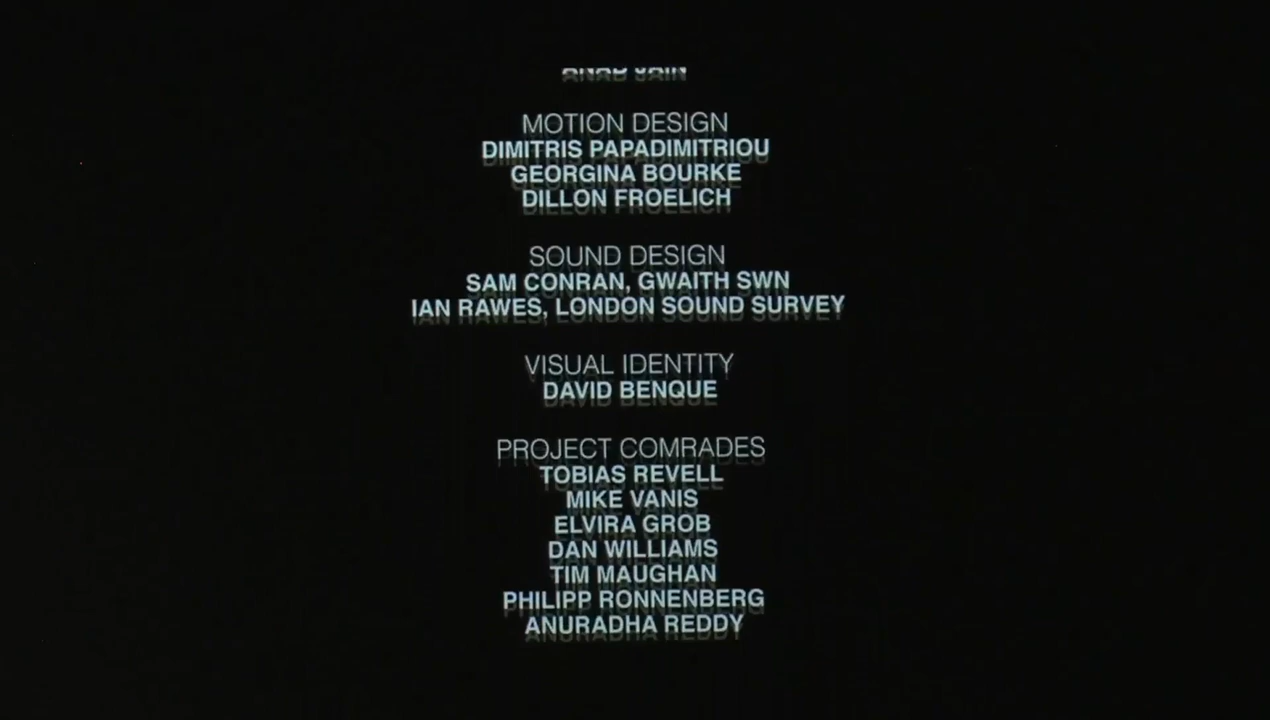 ANAB JAIN
MOTION DESIGN
DIMITRIS PAPADIMITRIOU
GEORGINA BOURKE
DILLON FROELICH
SOUND DESIGN
SAM CONRAN, GWAITH SWN
IAN RAWES, LONDON SOUND SURVEY
VISUAL IDENTITY
DAVID BENQUE
PROJECT COMRADES
TOBIAS REVELL
MIKE VANIS
ELVIRA GROB
DAN WILLIAMS
TIM MAUGHAN
PHILIPP RONNENBERG
ANURADHA REDDY